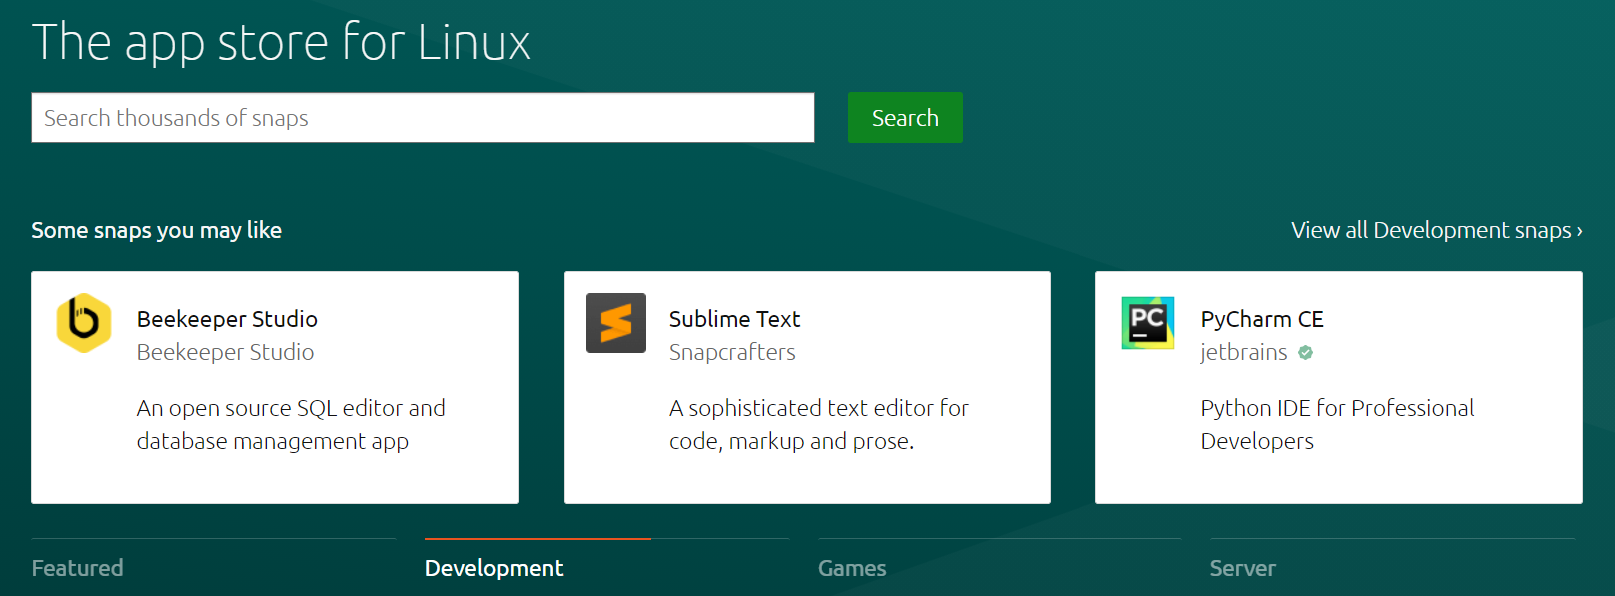 The app store for Linux
Search thousands of snaps
Search
Some snaps you may like
View all Development snaps ›
Beekeeper Studio
Beekeeper Studio
An open source SQL editor and
database management app
Sublime Text
Snapcrafters
A sophisticated text editor for
code, markup and prose.
PC
PyCharm CE
jetbrains
Python IDE for Professional
Developers
Featured
Development
Games
Server